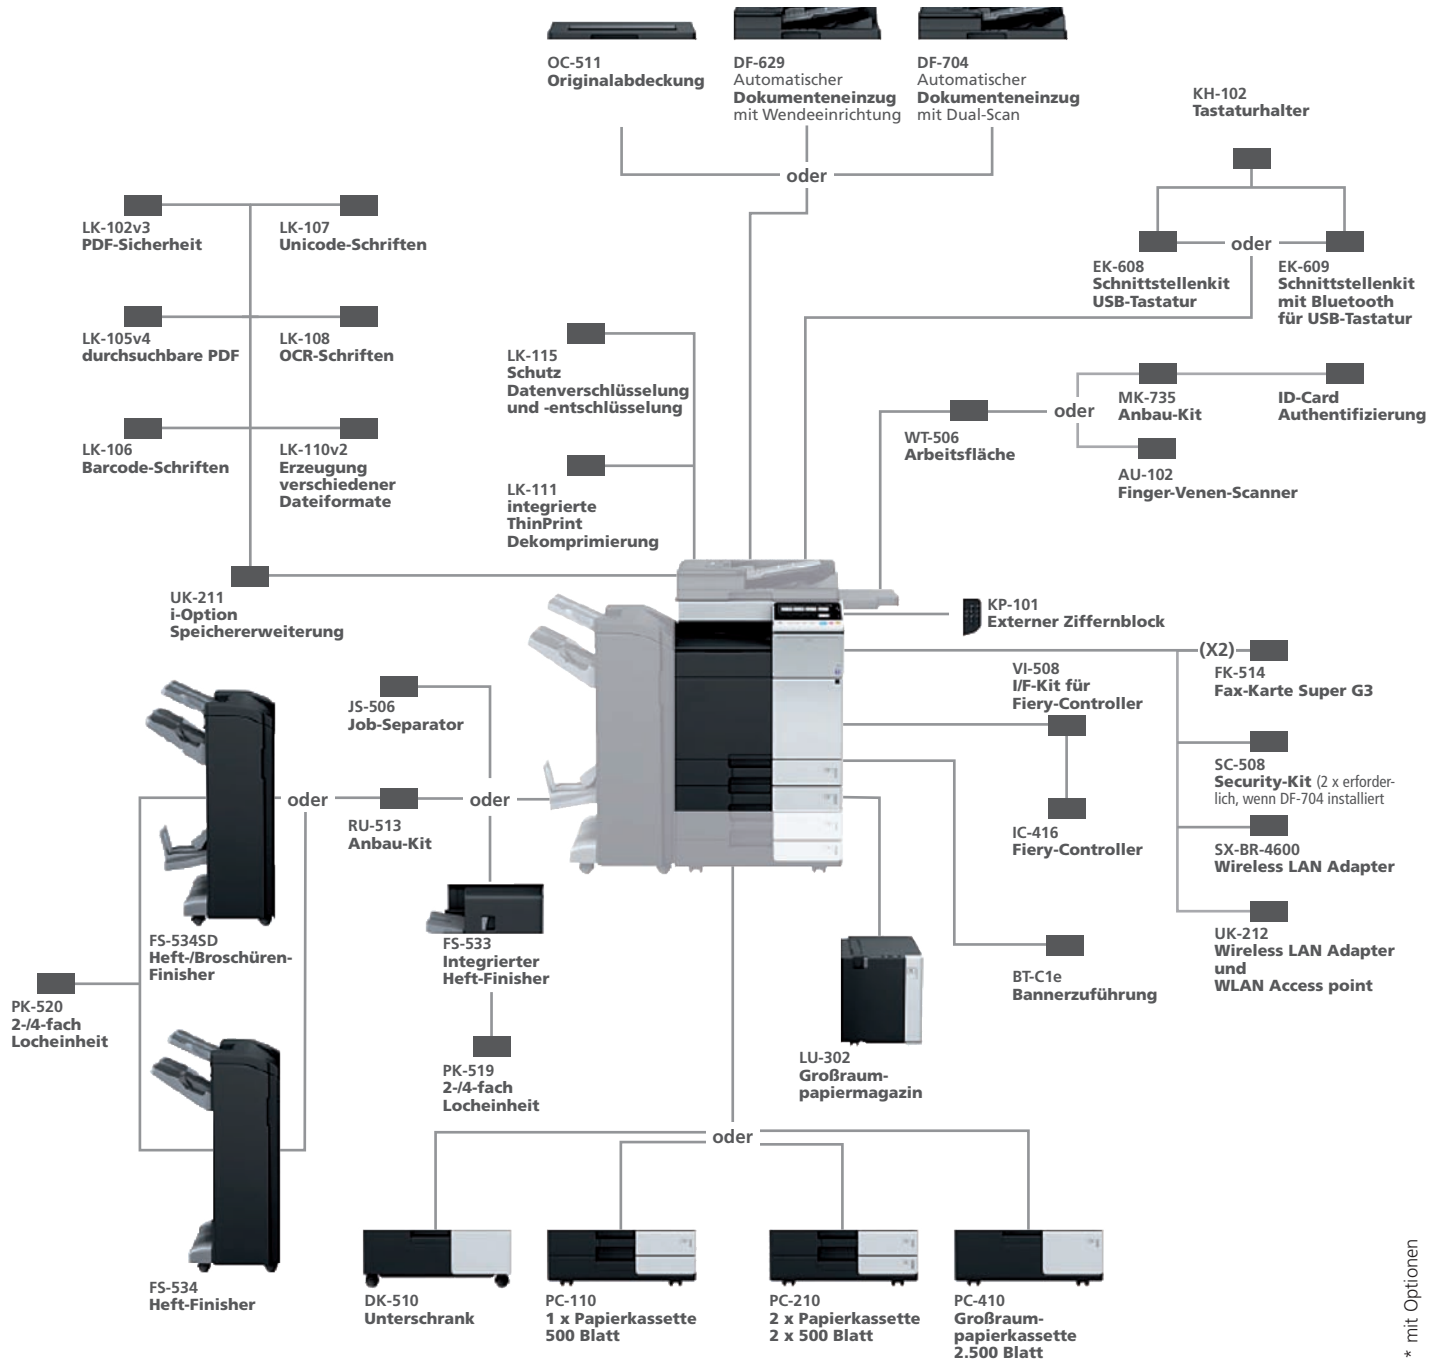 OC-511
Originalabdeckung
DF-629
Automatischer
Dokumenteneinzug
mit Wendeeinrichtung
DF-704
Automatischer
Dokumenteneinzug
mit Dual-Scan
oder
KH-102
Tastaturhalter
oder
EK-608
Schnittstellenkit
USB-Tastatur
EK-609
Schnittstellenkit
mit Bluetooth
für USB-Tastatur
LK-102v3
PDF-Sicherheit
LK-107
Unicode-Schriften
LK-105v4
durchsuchbare PDF
LK-108
OCR-Schriften
LK-106
Barcode-Schriften
LK-110v2
Erzeugung
verschiedener
Dateiformate
UK-211
i-Option
Speichererweiterung
LK-115
Schutz
Datenverschlüsselung
und -entschlüsselung
LK-111
integrierte
ThinPrint
Dekomprimierung
WT-506
Arbeitsfläche
oder
MK-735
Anbau-Kit
ID-Card
Authentifizierung
AU-102
Finger-Venen-Scanner
KP-101
Externer Ziffernblock
(X2)
FK-514
Fax-Karte Super G3
VI-508
I/F-Kit für
Fiery-Controller
SC-508
Security-Kit (2 x erforder-
lich, wenn DF-704 installiert
IC-416
Fiery-Controller
SX-BR-4600
Wireless LAN Adapter
UK-212
Wireless LAN Adapter
und
WLAN Access point
BT-C1e
Bannerzuführung
LU-302
Großraum-
papiermagazin
JS-506
Job-Separator
oder
RU-513
Anbau-Kit
oder
FS-534SD
Heft-/Broschüren-
Finisher
FS-533
Integrierter
Heft-Finisher
PK-520
2-/4-fach
Locheinheit
PK-519
2-/4-fach
Locheinheit
FS-534
Heft-Finisher
oder
DK-510
Unterschrank
PC-110
1 x Papierkassette
500 Blatt
PC-210
2 x Papierkassette
2 x 500 Blatt
PC-410
Großraum-
papierkassette
2.500 Blatt
* mit Optionen